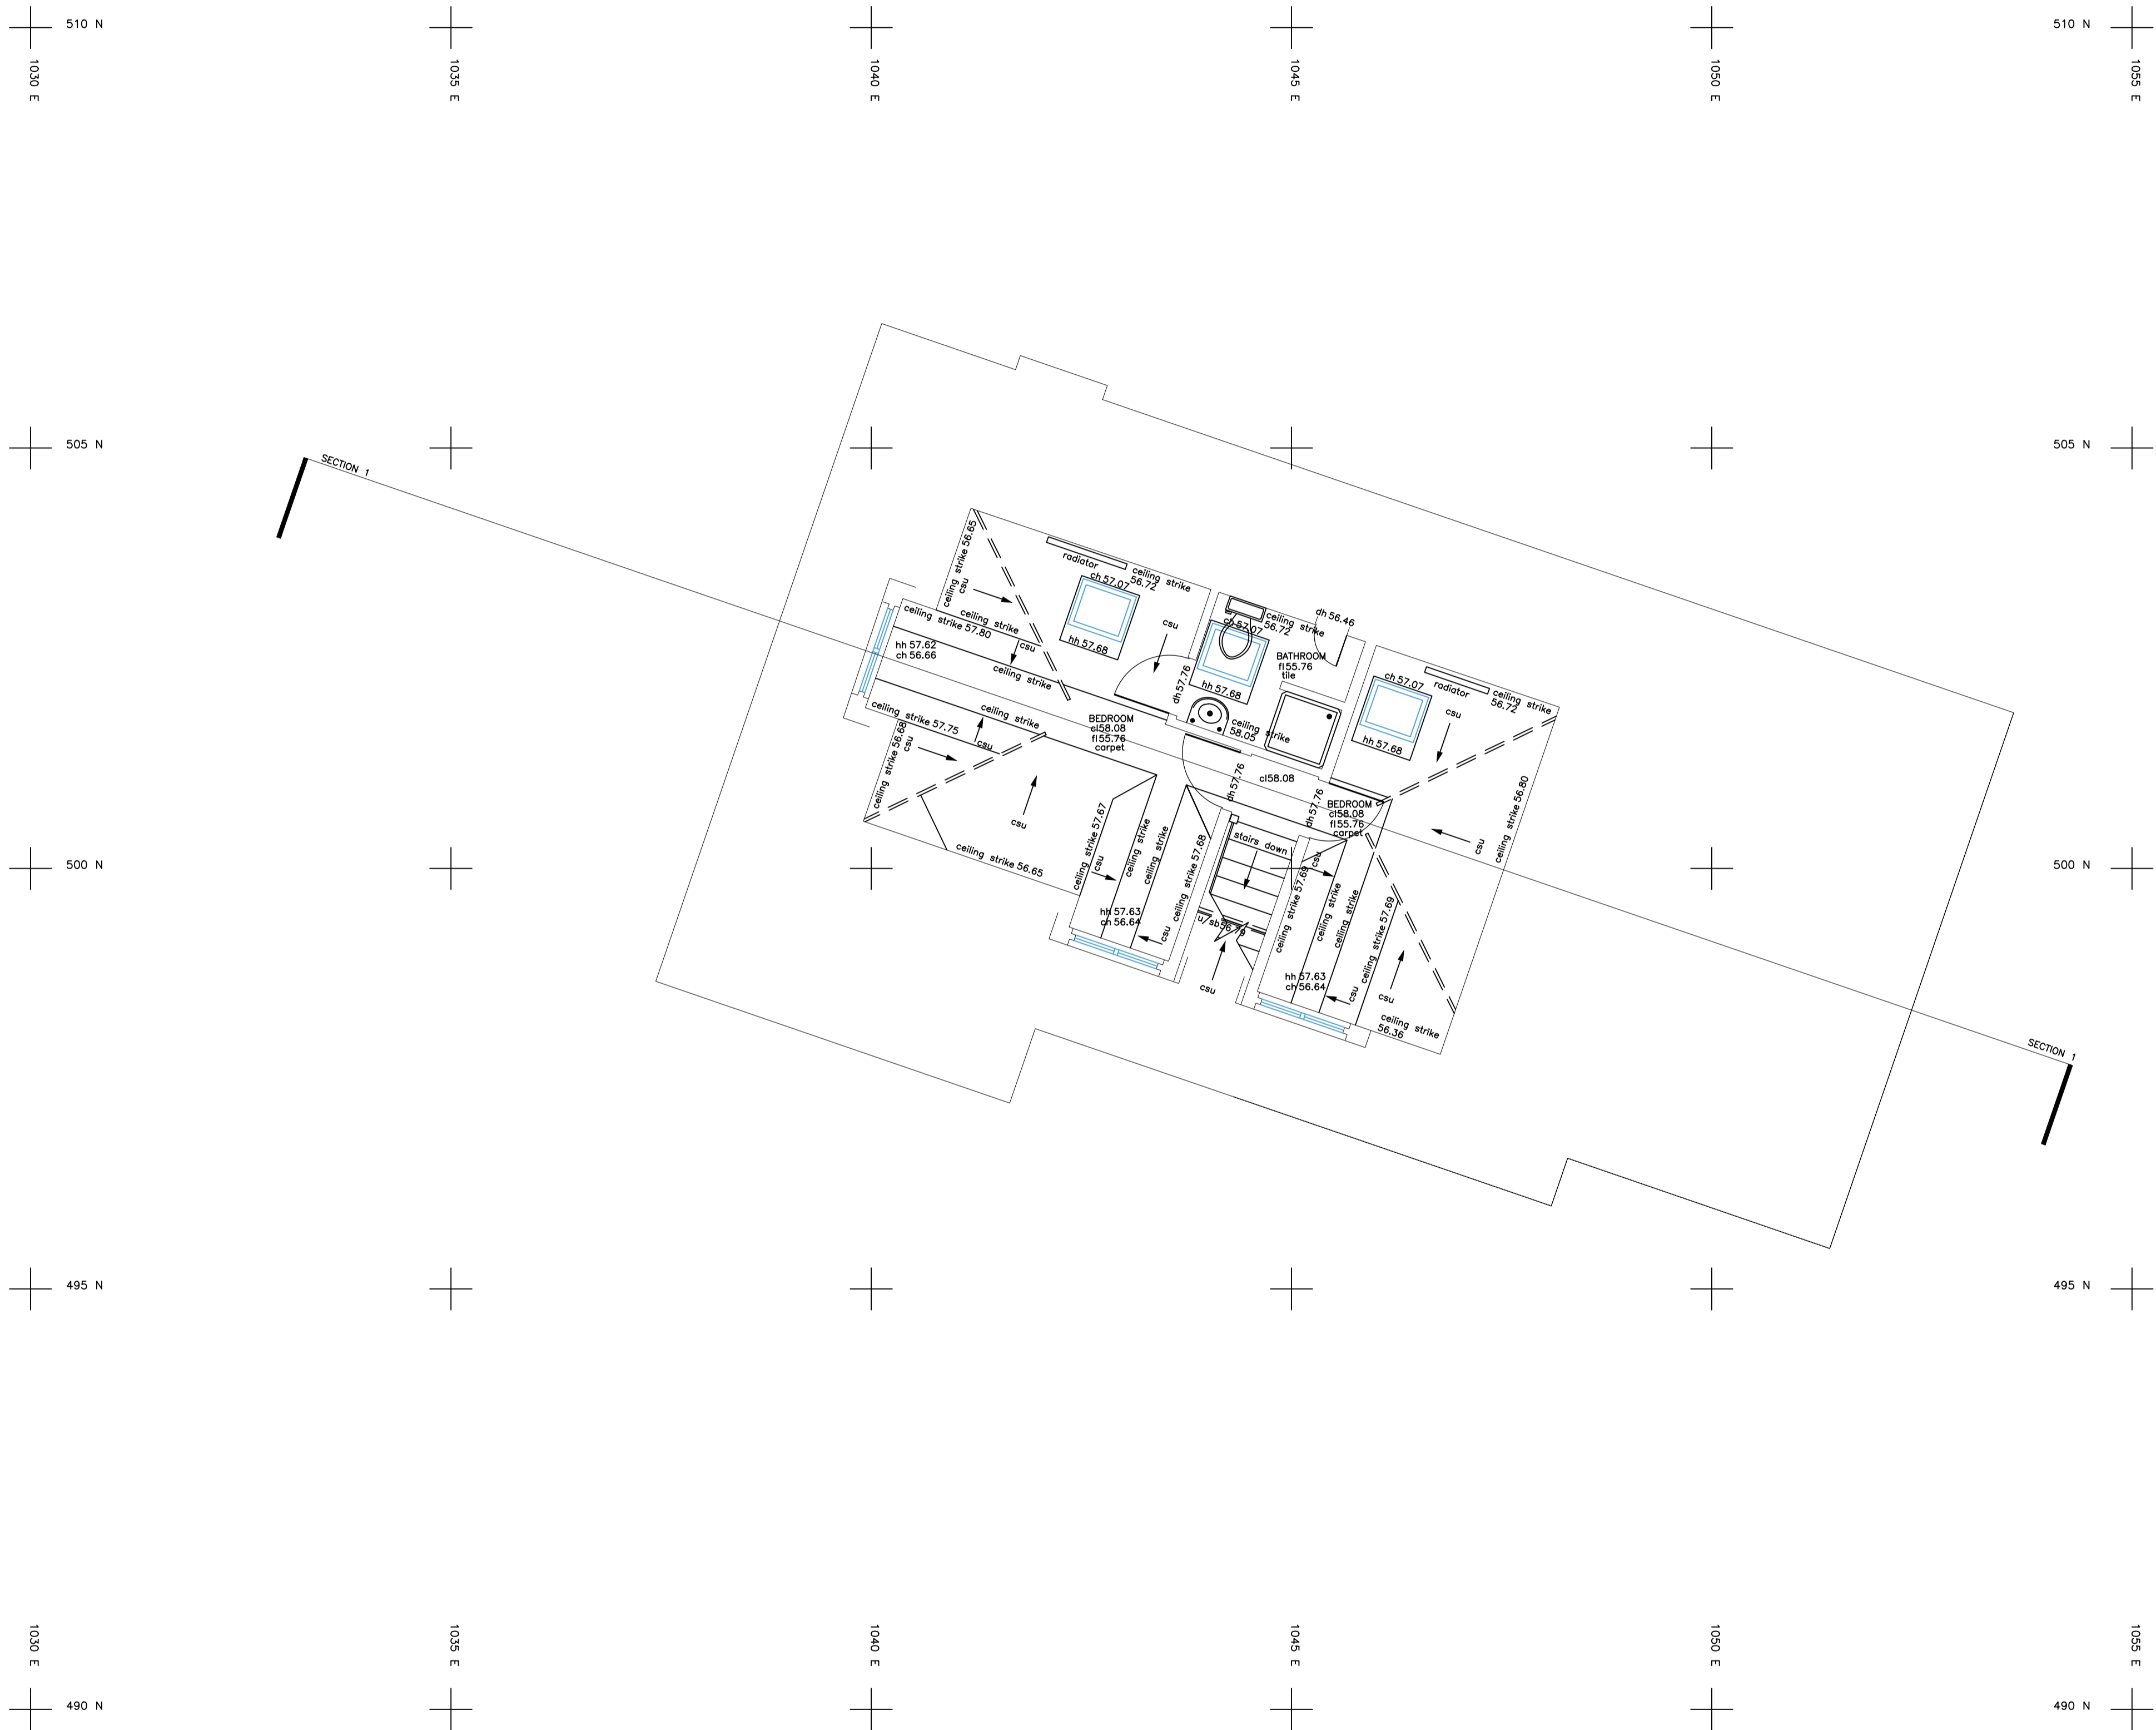 510 N
510 N
1030 E
1035 E
1040 E
1045 E
1050 E
1055 E
505 N
505 N
SECTION 1
ceiling strike 56.65
csu
radiator
ch 57.07
ceiling strike
56.72
hh 57.68
csu
ceiling strike
ceiling strike 57.80
csu
hh 57.62
ch 56.66
ceiling strike
ceiling strike 57.75
ceiling strike
csu
ceiling strike 56.68
csu
BEDROOM
cl58.08
fl55.76
carpet
csu
ceiling strike 56.65
dh 57.76
ch 57.07
ceiling strike
56.72
dh 56.46
BATHROOM
fl55.76
tile
hh 57.68
ceiling strike
58.05
dh 57.76
cl58.08
dh 57.76
ch 57.07
radiator
ceiling strike
56.72
csu
hh 57.68
BEDROOM
cl58.08
fl55.76
carpet
csu
ceiling strike 56.80
ceiling strike 57.67
csu
ceiling strike
ceiling strike
ceiling strike 57.68
csu
hh 57.63
ch 56.64
stairs down
u/sb56.79
csu
csu
ceiling strike 57.69
ceiling strike
ceiling strike
ceiling strike 57.69
hh 57.63
ch 56.64
csu
csu
ceiling strike
56.36
500 N
500 N
SECTION 1
495 N
495 N
1030 E
1035 E
1040 E
1045 E
1050 E
1055 E
490 N
490 N